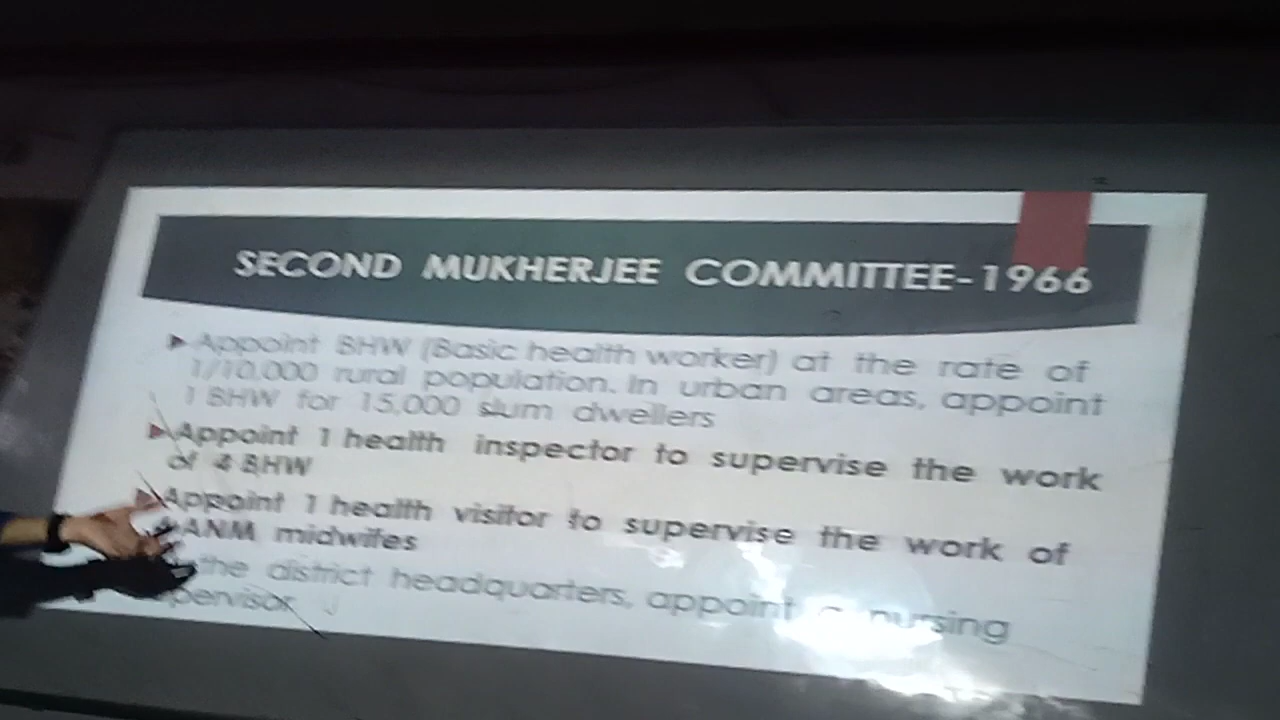 SECOND MUKHERJEE COMMITTEE-1966
Appoint BHW (Basic health worker) at the rate of
1/10,000 rural population. In urban areas, appoint
1 BHW for 15,000 slum dwellers
Appoint 1 health inspector to supervise the work
of 4 BHW
Appoint 1 health visitor to supervise the work of
ANM midwifes
the district headquarters, appoint nursing